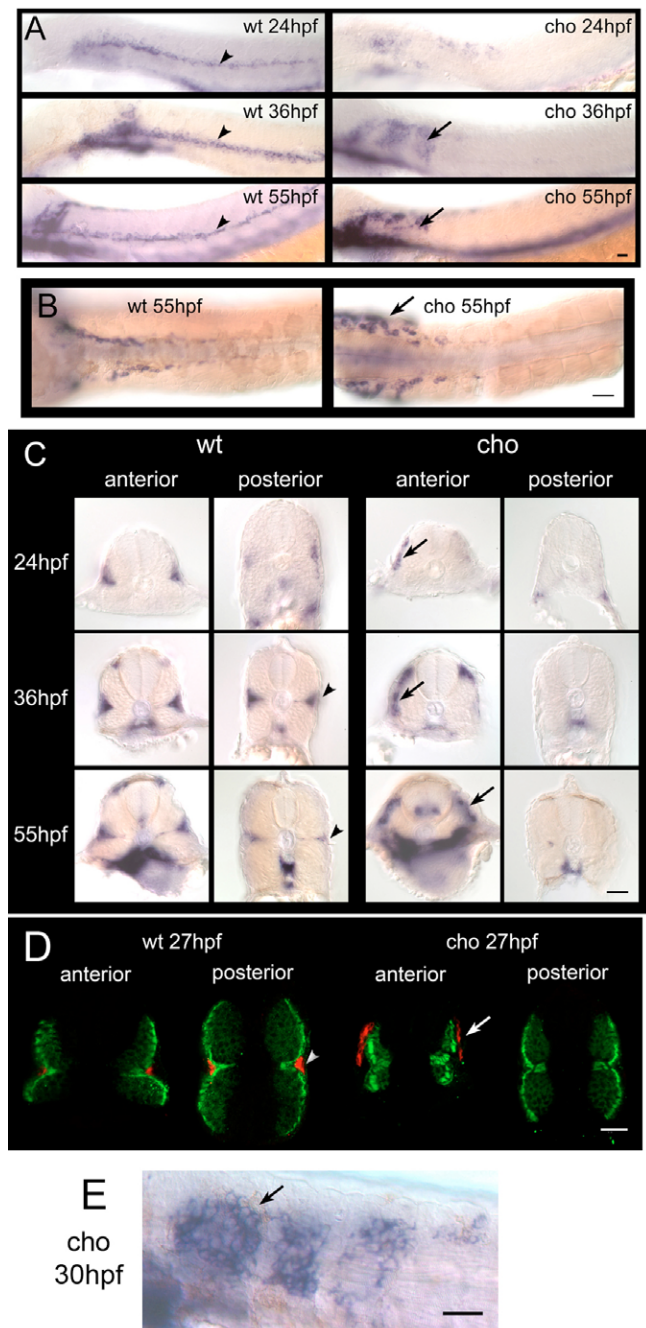 A
wt 24hpf
cho 24hpf
wt 36hpf
cho 36hpf
wt 55hpf
cho 55hpf
B
wt 55hpf
cho 55hpf
C
wt
cho
anterior
posterior
anterior
posterior
24hpf
36hpf
55hpf
D
wt 27hpf
cho 27hpf
anterior
posterior
anterior
posterior
E
cho
30hpf